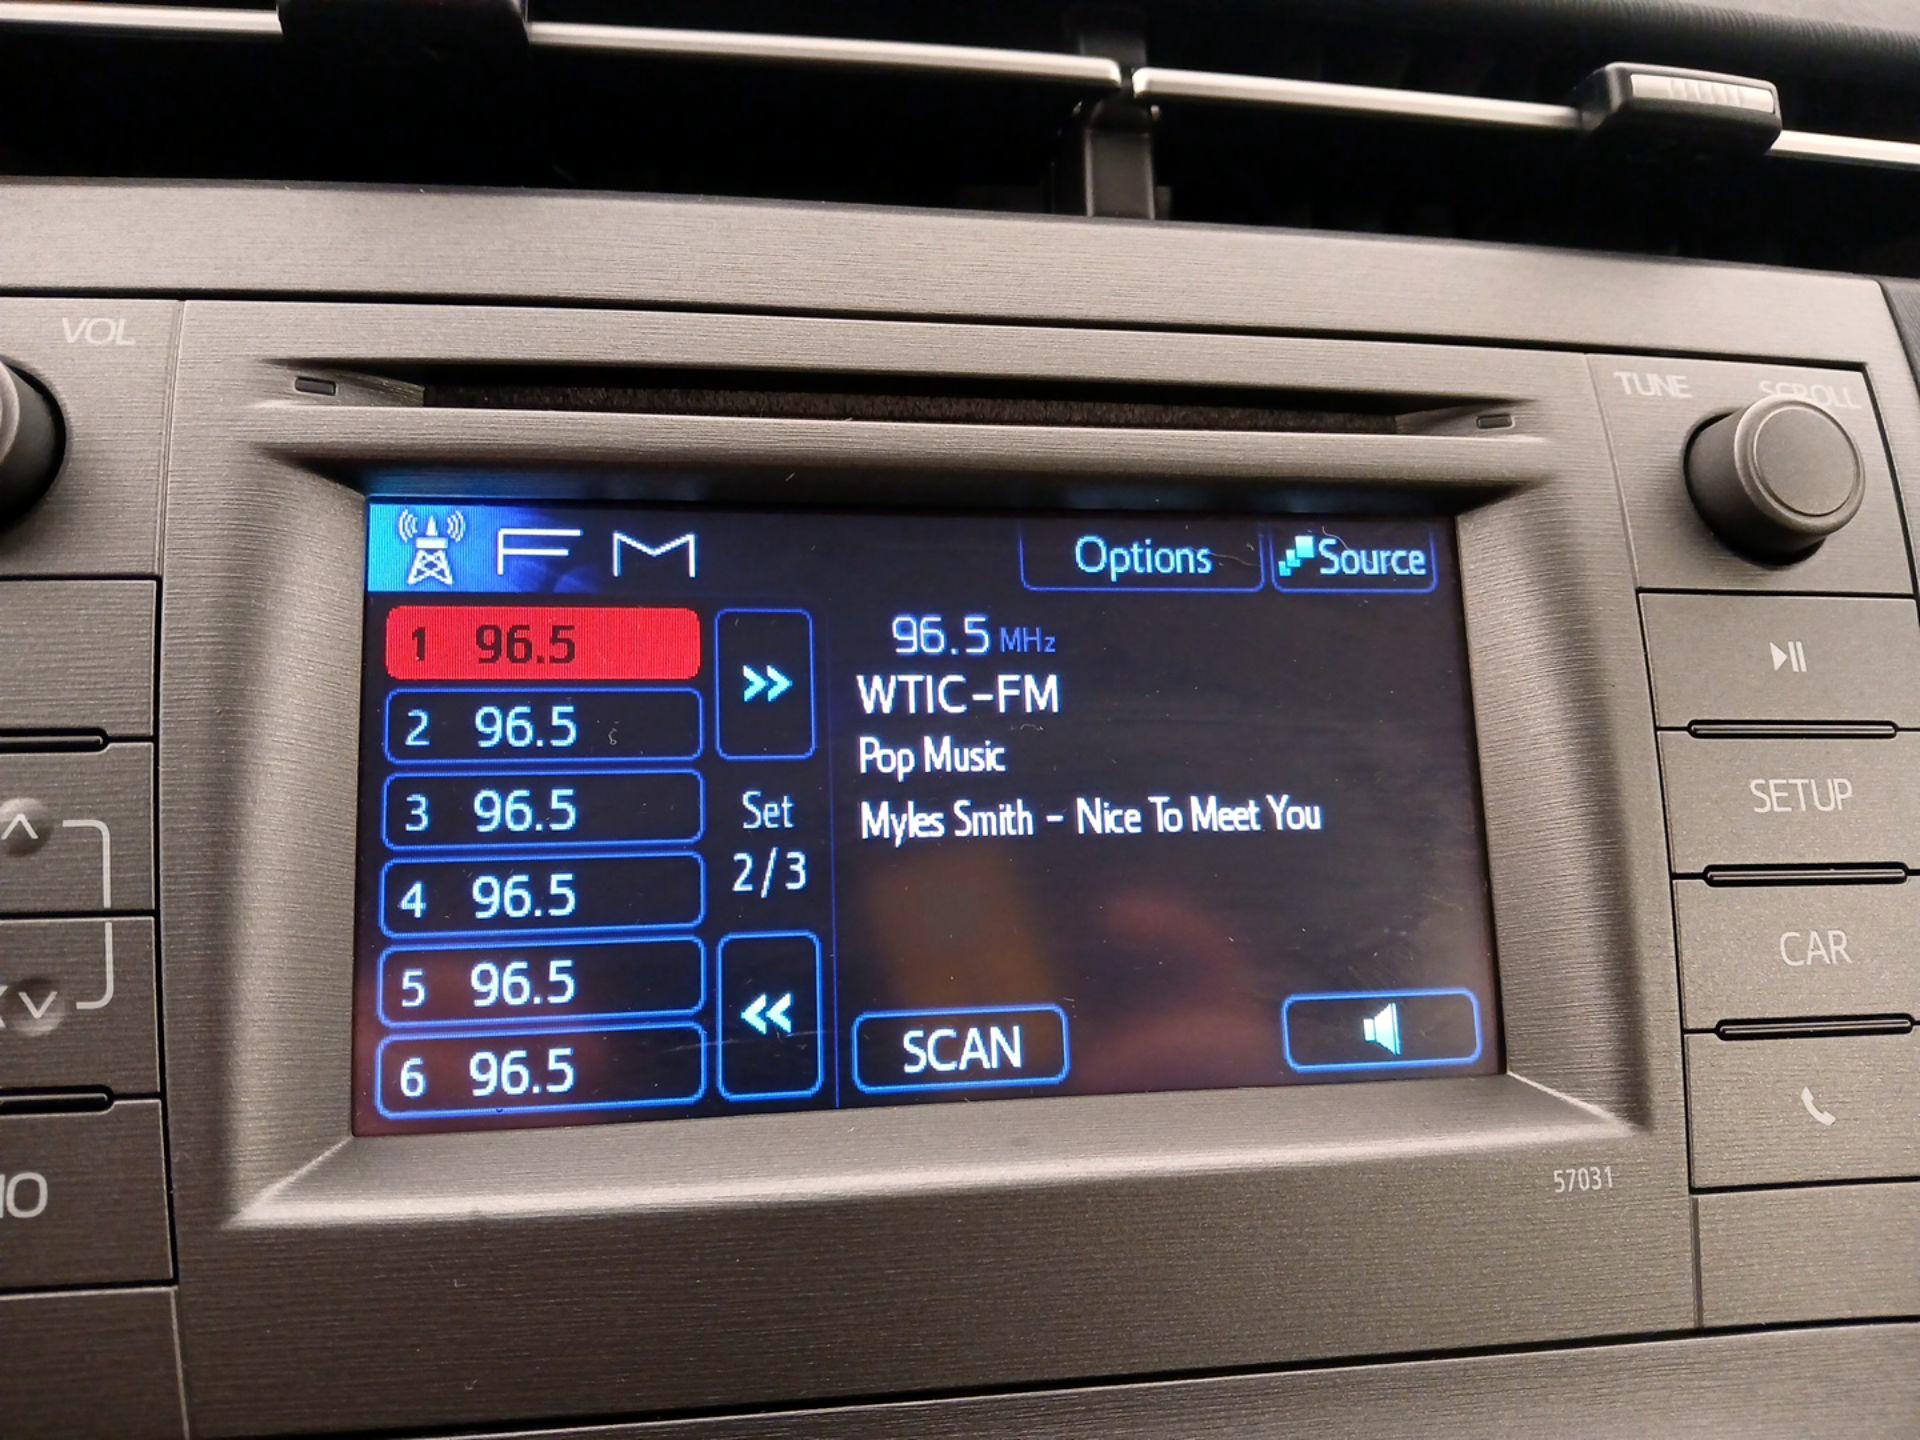 VOL
TUNE SCROLL
FM
Options
Source
1 96.5
2 96.5
3 96.5
4 96.5
5 96.5
6 96.5
>>
Set
2/3
<<
96.5 MHz
WTIC-FM
Pop Music
Myles Smith - Nice To Meet You
SCAN
SETUP
CAR
57031